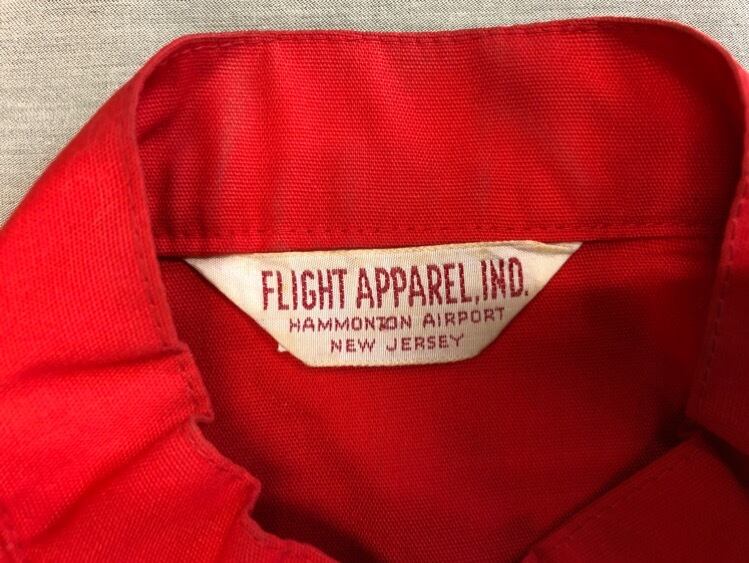 FLIGHT APPAREL, IND.
HAMMONTON AIRPORT
NEW JERSEY